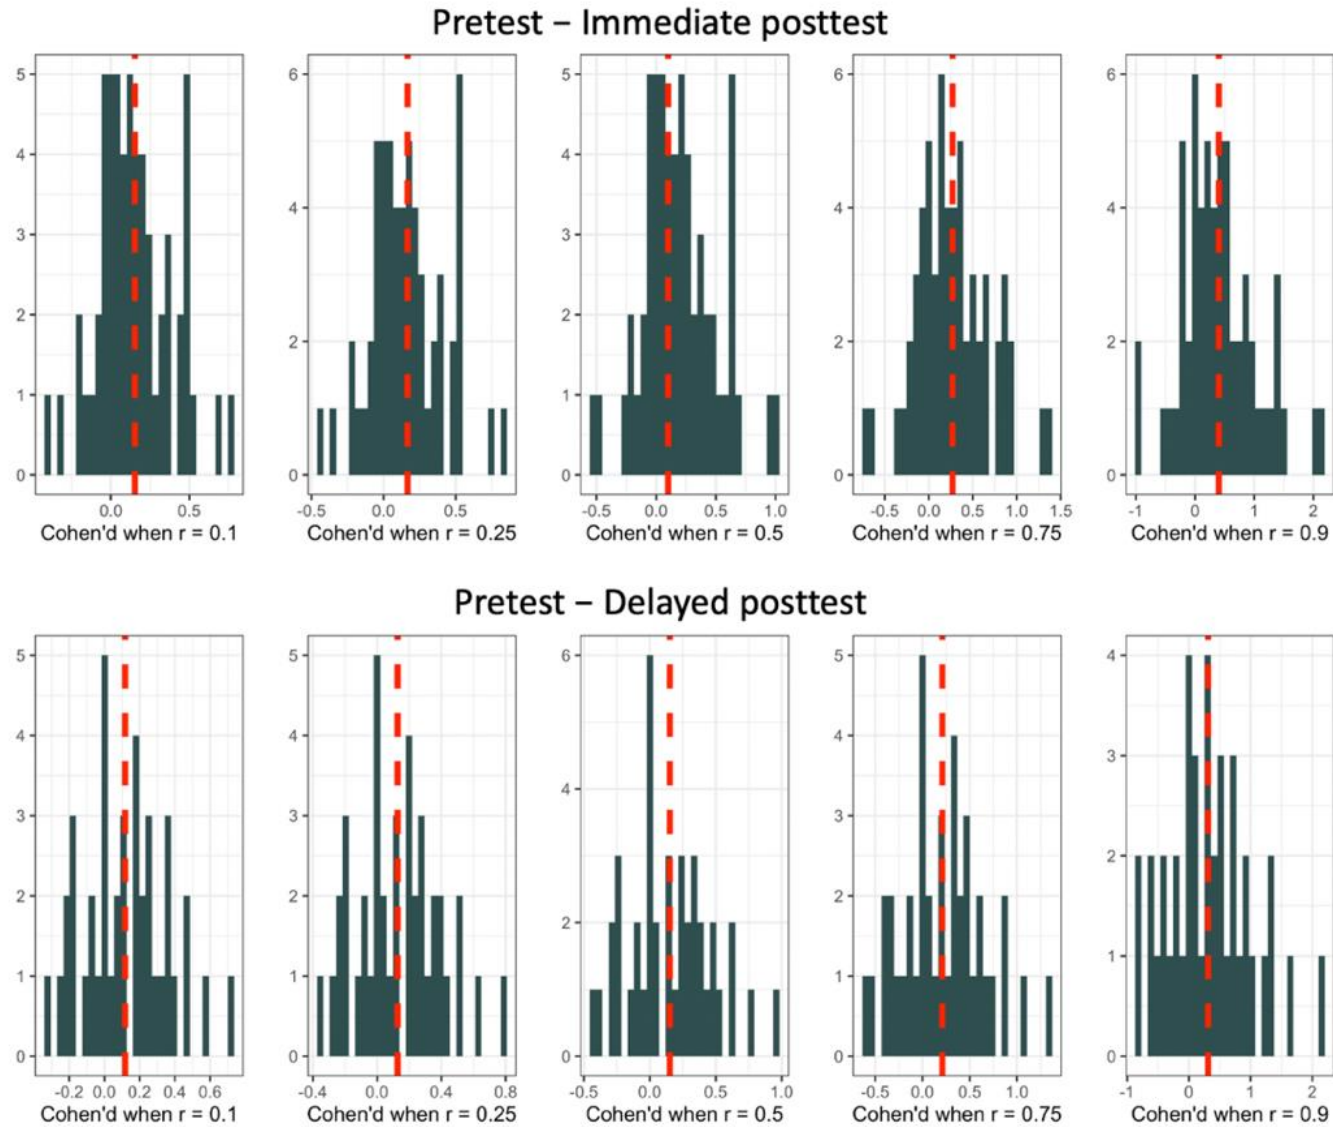 Pretest – Immediate posttest
5
4
3
2
1
0
0.0 0.5
Cohen'd when r = 0.1
6
4
2
0
-0.5 0.0 0.5
Cohen'd when r = 0.25
5
4
3
2
1
0
-0.5 0.0 0.5 1.0
Cohen'd when r = 0.5
6
4
2
0
-0.5 0.0 0.5 1.0 1.5
Cohen'd when r = 0.75
6
4
2
0
-1 0 1 2
Cohen'd when r = 0.9
Pretest – Delayed posttest
5
4
3
2
1
0
-0.2 0.0 0.2 0.4 0.6
Cohen'd when r = 0.1
5
4
3
2
1
0
-0.4 0.0 0.4 0.8
Cohen'd when r = 0.25
6
4
2
0
-0.5 0.0 0.5 1.0
Cohen'd when r = 0.5
5
4
3
2
1
0
-0.5 0.0 0.5 1.0
Cohen'd when r = 0.75
4
3
2
1
0
-1 0 1 2
Cohen'd when r = 0.9